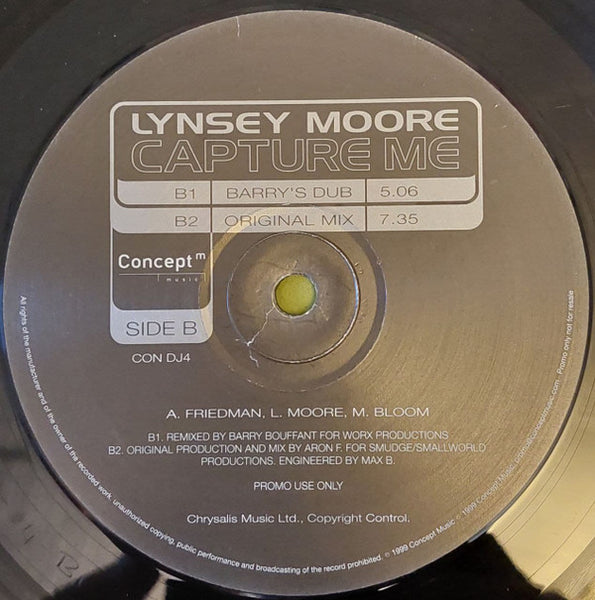 LYNSEY MOORE
CAPTURE ME
B1 BARRY'S DUB 5.06
B2 ORIGINAL MIX 7.35
Concept m
music
SIDE B
CON DJ4
A. FRIEDMAN, L. MOORE, M. BLOOM
B1. REMIXED BY BARRY BOUFFANT FOR WORX PRODUCTIONS
B2. ORIGINAL PRODUCTION AND MIX BY ARON F. FOR SMUDGE/SMALLWORLD
PRODUCTIONS. ENGINEERED BY MAX B.
PROMO USE ONLY
Chrysalis Music Ltd., Copyright Control.
All rights of the manufacturer and of the owner of the recorded work. unauthorized copying, public performance and broadcasting of the record prohibited. ℗ 1999 Concept Music © 1999 Concept Music. Promo only not for resale